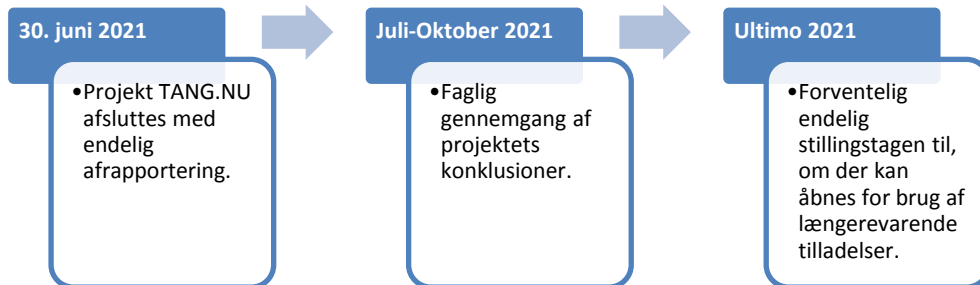 30. juni 2021
•Projekt TANG.NU
afsluttes med
endelig
afrapportering.
Juli-Oktober 2021
•Faglig
gennemgang af
projektets
konklusioner.
Ultimo 2021
•Forventelig
endelig
stillingstagen til,
om der kan
åbnes for brug af
længerevarende
tilladelser.